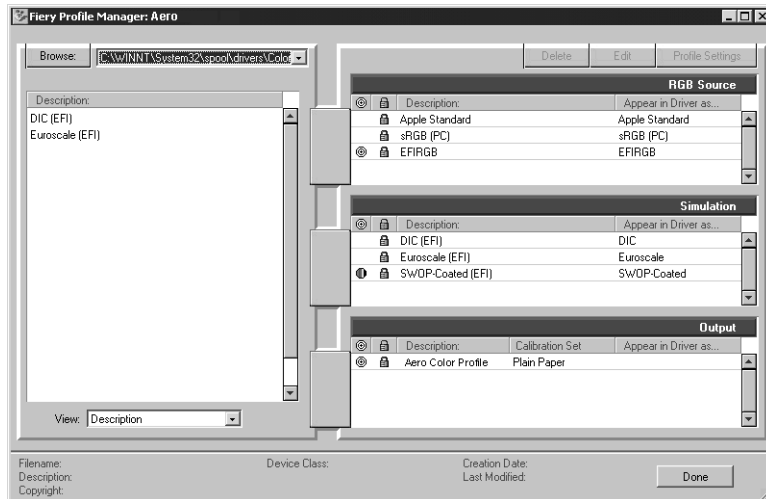 Fiery Profile Manager: Aero
Browse: C:\WINNT\System32\spool\drivers\Color
Description:
DIC (EFI)
Euroscale (EFI)
View: Description
Delete Edit Profile Settings
RGB Source
Description: Appear in Driver as...
Apple Standard Apple Standard
sRGB (PC) sRGB (PC)
EFIRGB EFIRGB
Simulation
Description: Appear in Driver as...
DIC (EFI) DIC
Euroscale (EFI) Euroscale
SWOP-Coated (EFI) SWOP-Coated
Output
Description: Calibration Set Appear in Driver as...
Aero Color Profile Plain Paper
Filename: Device Class: Creation Date:
Description: Last Modified:
Copyright:
Done